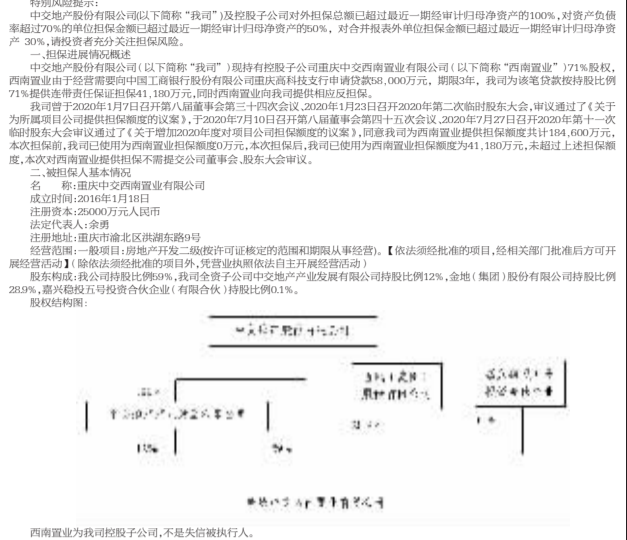 特别风险提示:
中交地产股份有限公司(以下简称“我司”)及控股子公司对外担保总额已超过最近一期经审计归母净资产的100%,对资产负债
率超过70%的单位担保金额已超过最近一期经审计归母净资产的50%, 对合并报表外单位担保金额已超过最近一期经审计归母净资
产 30%,请投资者充分关注担保风险。
一、担保进展情况概述
中交地产股份有限公司(以下简称“我司”)现持有控股子公司重庆中交西南置业有限公司(以下简称“西南置业”)71%股权,
西南置业由于经营需要向中国工商银行股份有限公司重庆高科技支行申请贷款58,000万元, 期限3年, 我司为该笔贷款按持股比例
71%提供连带责任保证担保41,180万元,同时西南置业向我司提供相应反担保。
我司曾于2020年1月7日召开第八届董事会第三十四次会议、2020年1月23日召开2020年第二次临时股东大会,审议通过了《关于
为所属项目公司提供担保额度的议案》,于2020年7月10日召开第八届董事会第四十五次会议、2020年7月27日召开2020年第十一次
临时股东大会审议通过了《关于增加2020年度对项目公司担保额度的议案》,同意我司为西南置业提供担保额度共计184,600万元,
本次担保前,我司已使用为西南置业担保额度0万元,本次担保后,我司已使用为西南置业担保额度为41,180万元,未超过上述担保额
度,本次对西南置业提供担保不需提交公司董事会、股东大会审议。
二、被担保人基本情况
名 称:重庆中交西南置业有限公司
成立时间:2016年1月18日
注册资本:25000万元人民币
法定代表人:余勇
注册地址:重庆市渝北区洪湖东路9号
经营范围:一般项目:房地产开发二级(按许可证核定的范围和期限从事经营)。【依法须经批准的项目,经相关部门批准后方可开
展经营活动】(除依法须经批准的项目外,凭营业执照依法自主开展经营活动)
股东构成:我公司持股比例59%,我司全资子公司中交地产产业发展有限公司持股比例12%,金地(集团)股份有限公司持股比例
28.9%,嘉兴稳投五号投资合伙企业(有限合伙)持股比例0.1%。
股权结构图:
西南置业为我司控股子公司,不是失信被执行人。